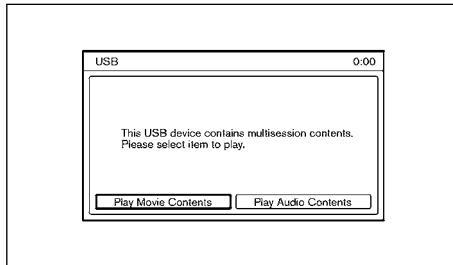 USB 0:00
This USB device contains multisession contents.
Please select item to play.
Play Movie Contents Play Audio Contents